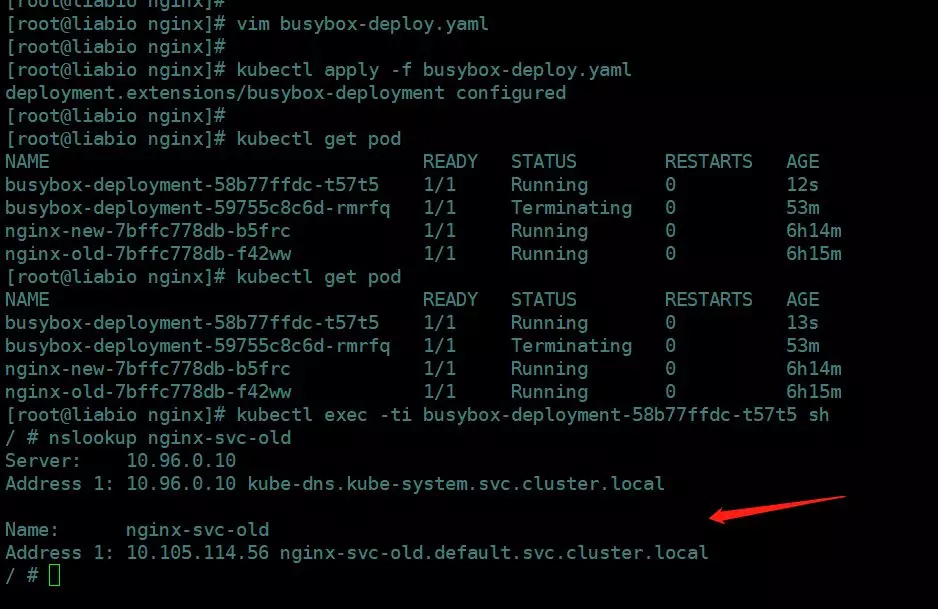 [root@liabio nginx]#
[root@liabio nginx]# vim busybox-deploy.yaml
[root@liabio nginx]#
[root@liabio nginx]# kubectl apply -f busybox-deploy.yaml
deployment.extensions/busybox-deployment configured
[root@liabio nginx]#
[root@liabio nginx]# kubectl get pod
NAME READY STATUS RESTARTS AGE
busybox-deployment-58b77ffdc-t57t5 1/1 Running 0 12s
busybox-deployment-59755c8c6d-rmrfq 1/1 Terminating 0 53m
nginx-new-7bffc778db-b5frc 1/1 Running 0 6h14m
nginx-old-7bffc778db-f42ww 1/1 Running 0 6h15m
[root@liabio nginx]# kubectl get pod
NAME READY STATUS RESTARTS AGE
busybox-deployment-58b77ffdc-t57t5 1/1 Running 0 13s
busybox-deployment-59755c8c6d-rmrfq 1/1 Terminating 0 53m
nginx-new-7bffc778db-b5frc 1/1 Running 0 6h14m
nginx-old-7bffc778db-f42ww 1/1 Running 0 6h15m
[root@liabio nginx]# kubectl exec -ti busybox-deployment-58b77ffdc-t57t5 sh
/ # nslookup nginx-svc-old
Server: 10.96.0.10
Address 1: 10.96.0.10 kube-dns.kube-system.svc.cluster.local
Name: nginx-svc-old
Address 1: 10.105.114.56 nginx-svc-old.default.svc.cluster.local
/ #